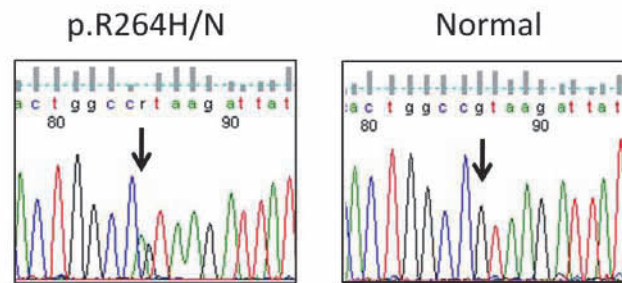 p.R264H/N
a c t g g c c r t a a g a t t a t
80 90
Normal
a c t g g c c g t a a g a t t a t
80 90